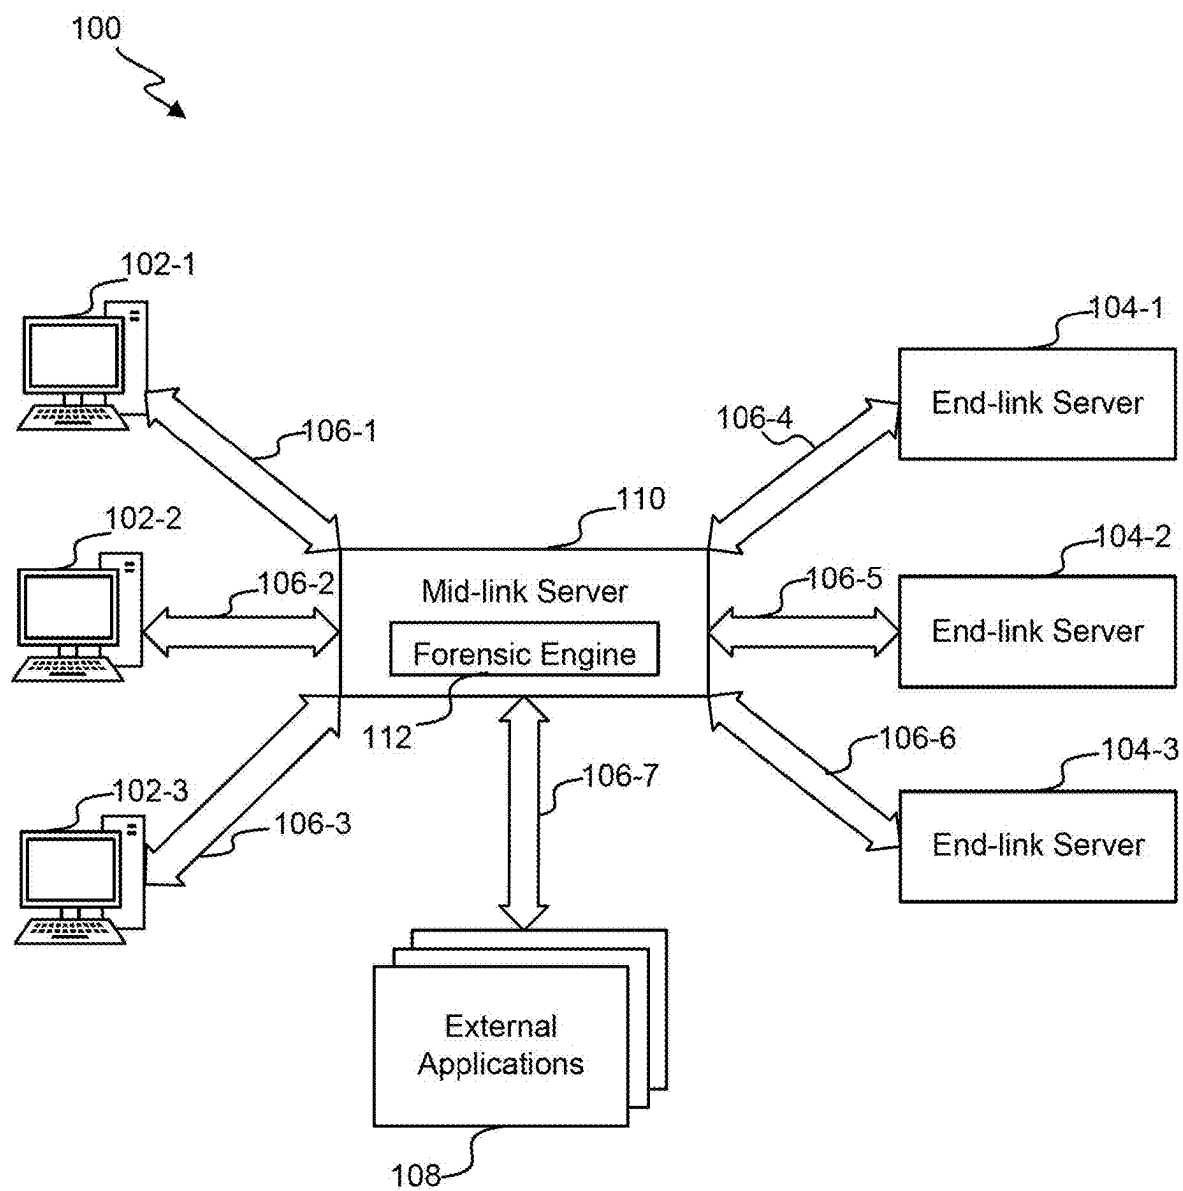 100
102-1
104-1
End-link Server
106-1
106-4
110
102-2
104-2
106-2
Mid-link Server
106-5
End-link Server
Forensic Engine
112
106-6
104-3
106-7
102-3
106-3
End-link Server
External
Applications
108